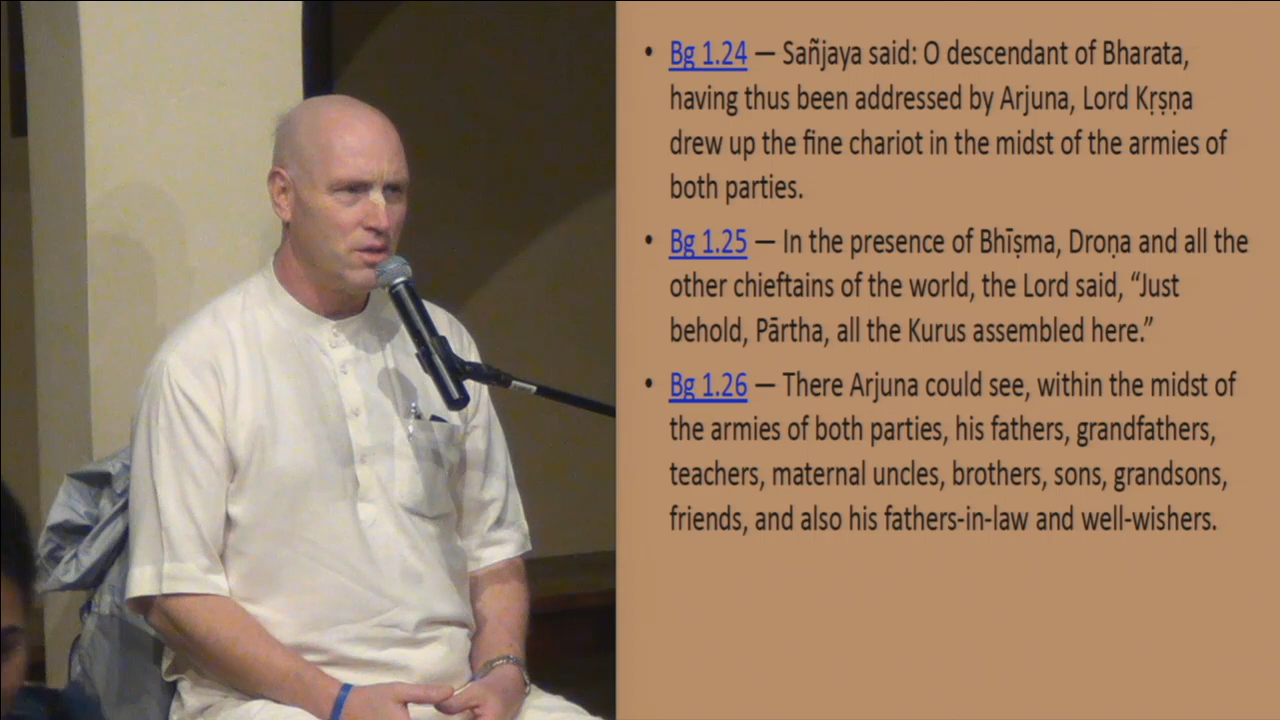 • Bg 1.24 — Sañjaya said: O descendant of Bharata,
having thus been addressed by Arjuna, Lord Kṛṣṇa
drew up the fine chariot in the midst of the armies of
both parties.
• Bg 1.25 — In the presence of Bhīṣma, Droṇa and all the
other chieftains of the world, the Lord said, “Just
behold, Pārtha, all the Kurus assembled here.”
• Bg 1.26 — There Arjuna could see, within the midst of
the armies of both parties, his fathers, grandfathers,
teachers, maternal uncles, brothers, sons, grandsons,
friends, and also his fathers-in-law and well-wishers.